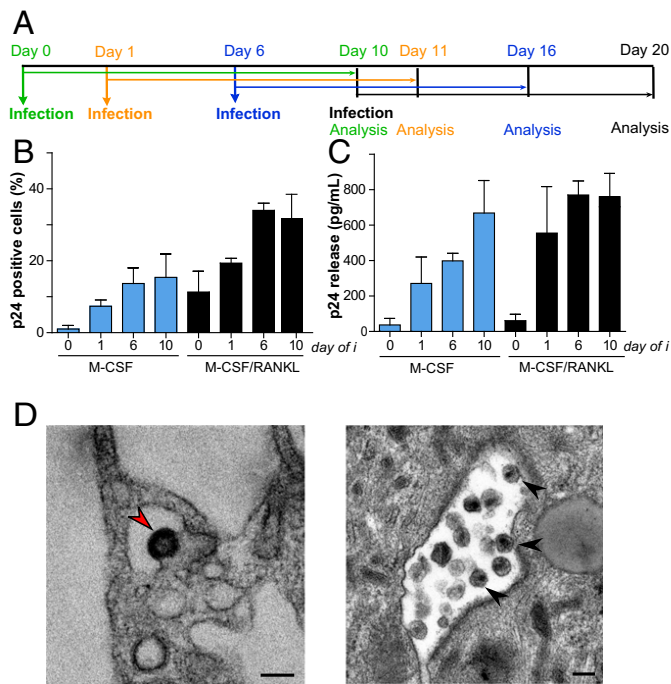 A
Day 0 Day 1 Day 6 Day 10 Day 11 Day 16 Day 20
Infection Infection Infection Infection
Analysis Analysis Analysis Analysis
B
p24 positive cells (%)
40
20
0
0 1 6 10 0 1 6 10 day of i
M-CSF M-CSF/RANKL
C
p24 release (pg/mL)
800
600
400
200
0
0 1 6 10 0 1 6 10 day of i
M-CSF M-CSF/RANKL
D